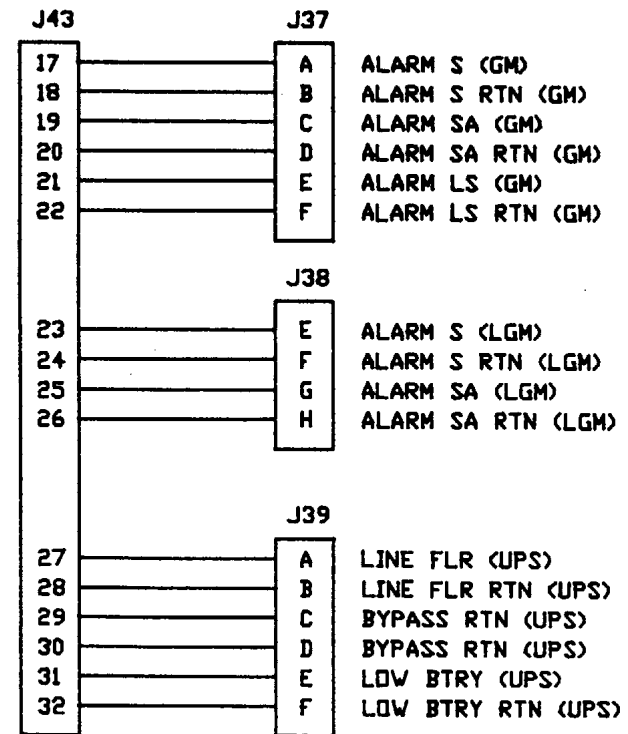 J43 J37
17 A ALARM S (GM)
18 B ALARM S RTN (GM)
19 C ALARM SA (GM)
20 D ALARM SA RTN (GM)
21 E ALARM LS (GM)
22 F ALARM LS RTN (GM)
J38
23 E ALARM S (LGM)
24 F ALARM S RTN (LGM)
25 G ALARM SA (LGM)
26 H ALARM SA RTN (LGM)
J39
27 A LINE FLR (UPS)
28 B LINE FLR RTN (UPS)
29 C BYPASS RTN (UPS)
30 D BYPASS RTN (UPS)
31 E LOW BTRY (UPS)
32 F LOW BTRY RTN (UPS)